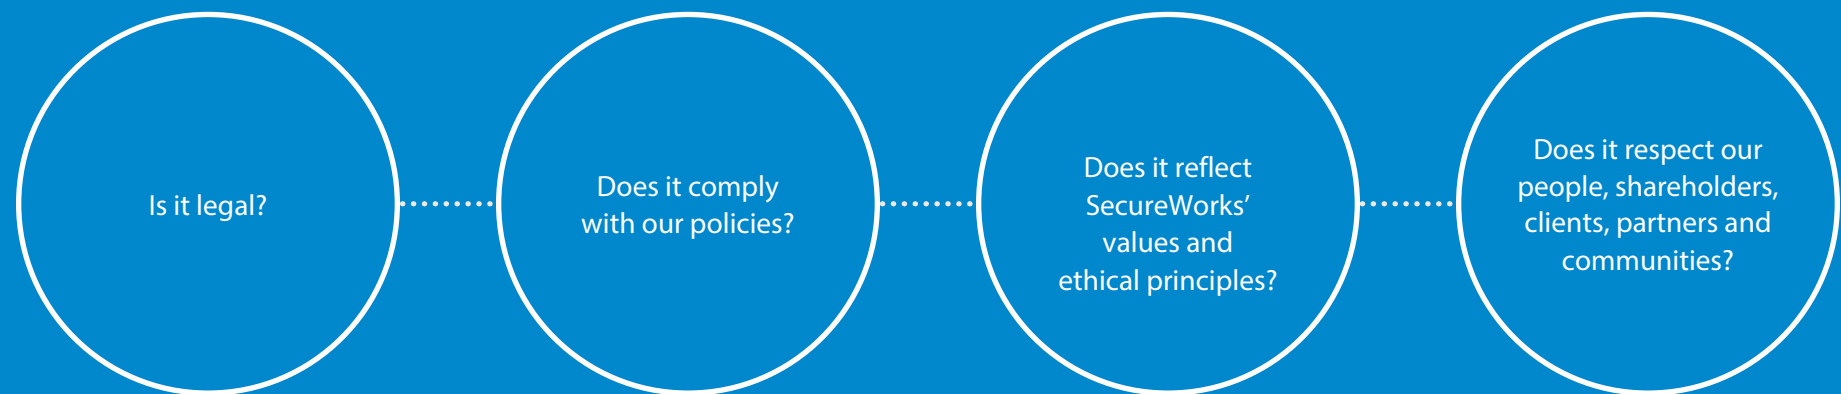 Is it legal?
Does it comply
with our policies?
Does it reflect
SecureWorks’
values and
ethical principles?
Does it respect our
people, shareholders,
clients, partners and
communities?